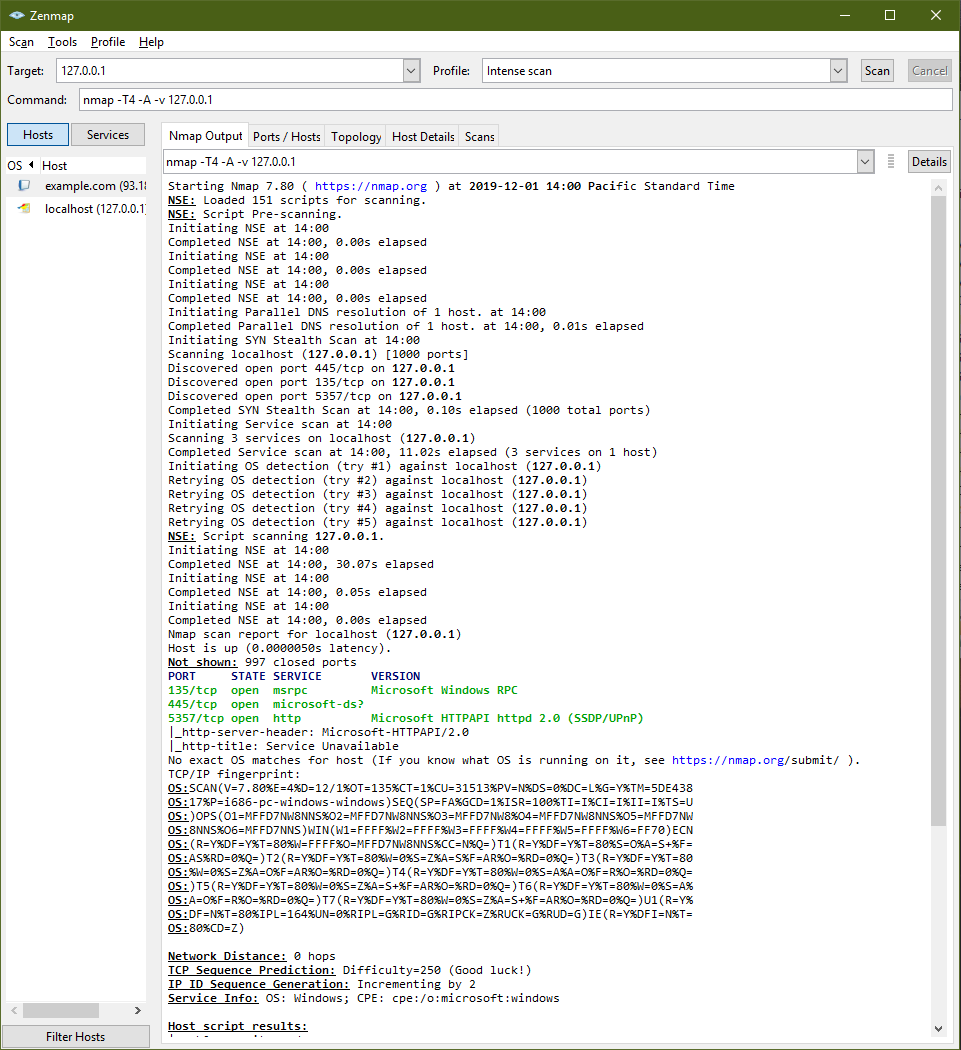 Zenmap
Scan Tools Profile Help
Target: 127.0.0.1 Profile: Intense scan Scan Cancel
Command: nmap -T4 -A -v 127.0.0.1
Hosts Services
OS Host
example.com (93.18
localhost (127.0.0.1)
Filter Hosts
Nmap Output Ports / Hosts Topology Host Details Scans
nmap -T4 -A -v 127.0.0.1 Details
Starting Nmap 7.80 ( https://nmap.org ) at 2019-12-01 14:00 Pacific Standard Time
NSE: Loaded 151 scripts for scanning.
NSE: Script Pre-scanning.
Initiating NSE at 14:00
Completed NSE at 14:00, 0.00s elapsed
Initiating NSE at 14:00
Completed NSE at 14:00, 0.00s elapsed
Initiating NSE at 14:00
Completed NSE at 14:00, 0.00s elapsed
Initiating Parallel DNS resolution of 1 host. at 14:00
Completed Parallel DNS resolution of 1 host. at 14:00, 0.01s elapsed
Initiating SYN Stealth Scan at 14:00
Scanning localhost (127.0.0.1) [1000 ports]
Discovered open port 445/tcp on 127.0.0.1
Discovered open port 135/tcp on 127.0.0.1
Discovered open port 5357/tcp on 127.0.0.1
Completed SYN Stealth Scan at 14:00, 0.10s elapsed (1000 total ports)
Initiating Service scan at 14:00
Scanning 3 services on localhost (127.0.0.1)
Completed Service scan at 14:00, 11.02s elapsed (3 services on 1 host)
Initiating OS detection (try #1) against localhost (127.0.0.1)
Retrying OS detection (try #2) against localhost (127.0.0.1)
Retrying OS detection (try #3) against localhost (127.0.0.1)
Retrying OS detection (try #4) against localhost (127.0.0.1)
Retrying OS detection (try #5) against localhost (127.0.0.1)
NSE: Script scanning 127.0.0.1.
Initiating NSE at 14:00
Completed NSE at 14:00, 30.07s elapsed
Initiating NSE at 14:00
Completed NSE at 14:00, 0.05s elapsed
Initiating NSE at 14:00
Completed NSE at 14:00, 0.00s elapsed
Nmap scan report for localhost (127.0.0.1)
Host is up (0.0000050s latency).
Not shown: 997 closed ports
PORT STATE SERVICE VERSION
135/tcp open msrpc Microsoft Windows RPC
445/tcp open microsoft-ds?
5357/tcp open http Microsoft HTTPAPI httpd 2.0 (SSDP/UPnP)
|_http-server-header: Microsoft-HTTPAPI/2.0
|_http-title: Service Unavailable
No exact OS matches for host (If you know what OS is running on it, see https://nmap.org/submit/ ).
TCP/IP fingerprint:
OS:SCAN(V=7.80%E=4%D=12/1%OT=135%CT=1%CU=31513%PV=N%DS=0%DC=L%G=Y%TM=5DE438
OS:17%P=i686-pc-windows-windows)SEQ(SP=FA%GCD=1%ISR=100%TI=I%CI=I%II=I%TS=U
OS:)OPS(O1=MFFD7NW8NNS%O2=MFFD7NW8NNS%O3=MFFD7NW8%O4=MFFD7NW8NNS%O5=MFFD7NW
OS:8NNS%O6=MFFD7NNS)WIN(W1=FFFF%W2=FFFF%W3=FFFF%W4=FFFF%W5=FFFF%W6=FF70)ECN
OS:(R=Y%DF=Y%T=80%W=FFFF%O=MFFD7NW8NNS%CC=N%Q=)T1(R=Y%DF=Y%T=80%S=O%A=S+%F=
OS:AS%RD=0%Q=)T2(R=Y%DF=Y%T=80%W=0%S=Z%A=S%F=AR%O=%RD=0%Q=)T3(R=Y%DF=Y%T=80
OS:%W=0%S=Z%A=O%F=AR%O=%RD=0%Q=)T4(R=Y%DF=Y%T=80%W=0%S=A%A=O%F=R%O=%RD=0%Q=
OS:)T5(R=Y%DF=Y%T=80%W=0%S=Z%A=S+%F=AR%O=%RD=0%Q=)T6(R=Y%DF=Y%T=80%W=0%S=A%
OS:A=O%F=R%O=%RD=0%Q=)T7(R=Y%DF=Y%T=80%W=0%S=Z%A=S+%F=AR%O=%RD=0%Q=)U1(R=Y%
OS:DF=N%T=80%IPL=164%UN=0%RIPL=G%RID=G%RIPCK=Z%RUCK=G%RUD=G)IE(R=Y%DFI=N%T=
OS:80%CD=Z)
Network Distance: 0 hops
TCP Sequence Prediction: Difficulty=250 (Good luck!)
IP ID Sequence Generation: Incrementing by 2
Service Info: OS: Windows; CPE: cpe:/o:microsoft:windows
Host script results: